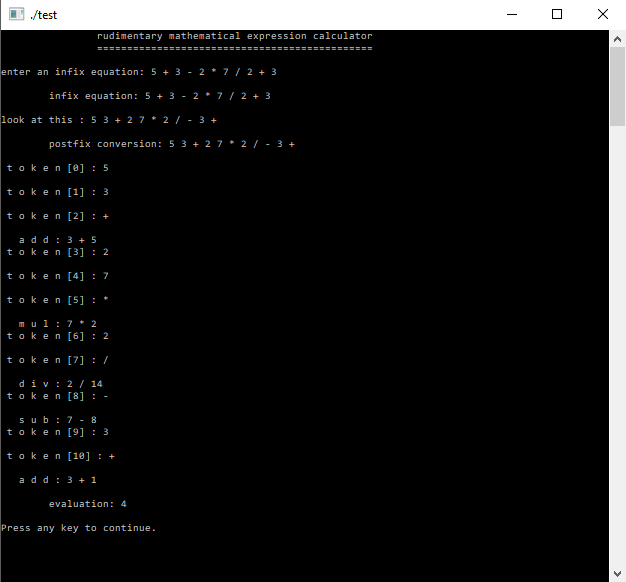 ./test
rudimentary mathematical expression calculator
==============================================
enter an infix equation: 5 + 3 - 2 * 7 / 2 + 3
infix equation: 5 + 3 - 2 * 7 / 2 + 3
look at this : 5 3 + 2 7 * 2 / - 3 +
postfix conversion: 5 3 + 2 7 * 2 / - 3 +
t o k e n [0] : 5
t o k e n [1] : 3
t o k e n [2] : +
a d d : 3 + 5
t o k e n [3] : 2
t o k e n [4] : 7
t o k e n [5] : *
m u l : 7 * 2
t o k e n [6] : 2
t o k e n [7] : /
d i v : 2 / 14
t o k e n [8] : -
s u b : 7 - 8
t o k e n [9] : 3
t o k e n [10] : +
a d d : 3 + 1
evaluation: 4
Press any key to continue.